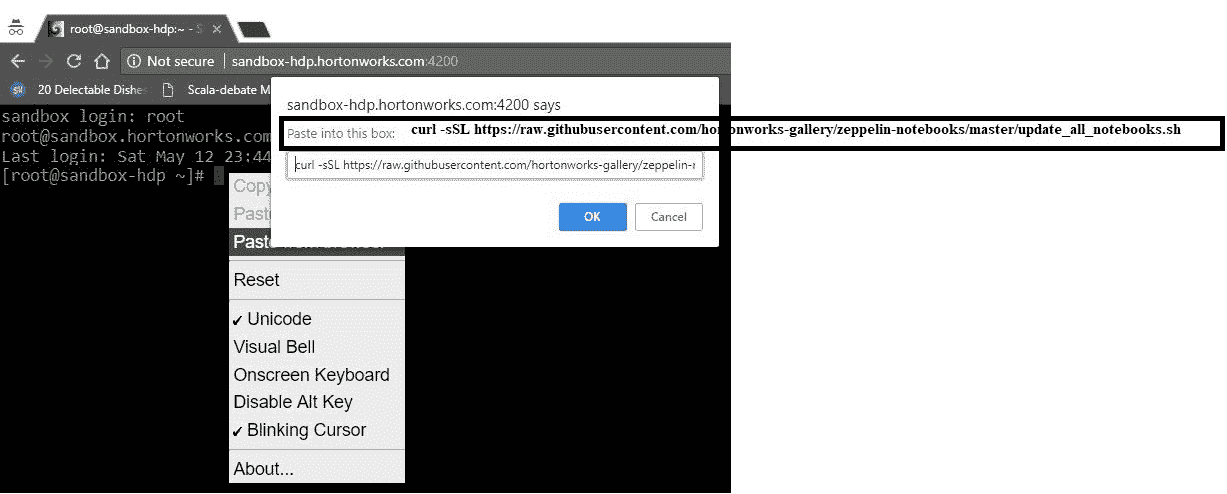 root@sandbox-hdp:~ - S
Not secure | sandbox-hdp.hortonworks.com:4200
20 Delectable Dishe
Scala-debate M
sandbox login: root
root@sandbox.hortonworks.com
Last login: Sat May 12 23:44
[root@sandbox-hdp ~]#
sandbox-hdp.hortonworks.com:4200 says
Paste into this box: curl -sSL https://raw.githubusercontent.com/hortonworks-gallery/zeppelin-notebooks/master/update_all_notebooks.sh
curl -sSL https://raw.githubusercontent.com/hortonworks-gallery/zeppelin-n
OK
Cancel
Copy
Paste
Paste
Reset
✔ Unicode
Visual Bell
Onscreen Keyboard
Disable Alt Key
✔ Blinking Cursor
About...